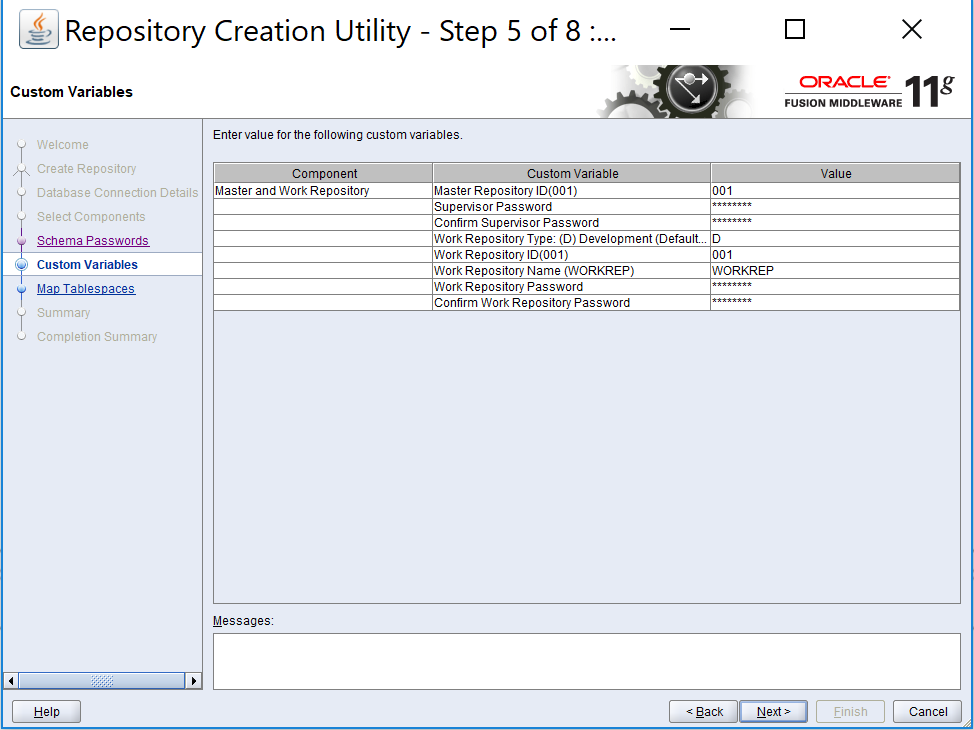 Repository Creation Utility - Step 5 of 8 :...
Custom Variables
ORACLE
FUSION MIDDLEWARE 11g
Welcome
Create Repository
Database Connection Details
Select Components
Schema Passwords
Custom Variables
Map Tablespaces
Summary
Completion Summary
Enter value for the following custom variables.
Component Custom Variable Value
Master and Work Repository Master Repository ID(001) 001
Supervisor Password ********
Confirm Supervisor Password ********
Work Repository Type: (D) Development (Default... D
Work Repository ID(001) 001
Work Repository Name (WORKREP) WORKREP
Work Repository Password ********
Confirm Work Repository Password ********
Messages:
Help < Back Next > Finish Cancel